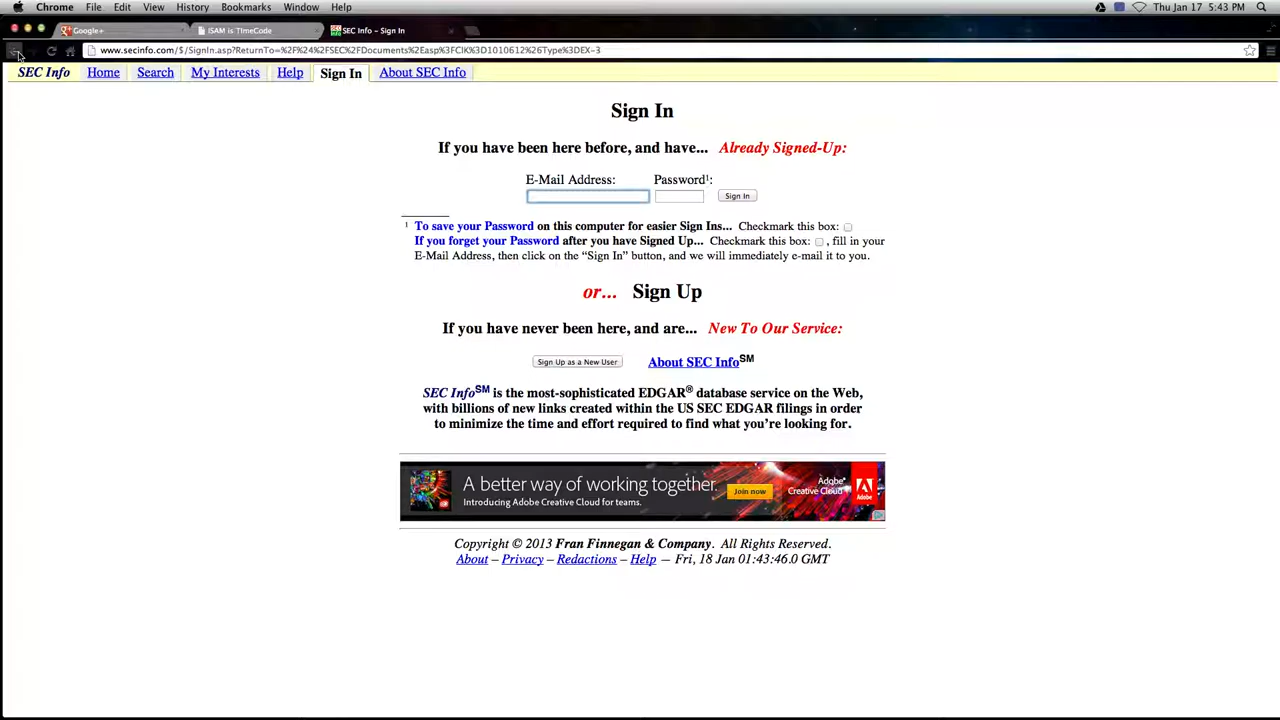 Chrome File Edit View History Bookmarks Window Help Thu Jan 17 5:43 PM
Google+ ISAM is TimeCode SEC Info - Sign In
www.secinfo.com/$/SignIn.asp?ReturnTo=%2F%24%2FSEC%2FDocuments%2Easp%3FCIK%3D1010612%26Type%3DEX-3
SEC Info Home Search My Interests Help Sign In About SEC Info
Sign In
If you have been here before, and have... Already Signed-Up:
E-Mail Address: Password¹:
Sign In
¹ To save your Password on this computer for easier Sign Ins... Checkmark this box:
If you forget your Password after you have Signed Up... Checkmark this box: , fill in your
E-Mail Address, then click on the “Sign In” button, and we will immediately e-mail it to you.
or... Sign Up
If you have never been here, and are... New To Our Service:
Sign Up as a New User About SEC Info℠
SEC Info℠ is the most-sophisticated EDGAR® database service on the Web,
with billions of new links created within the US SEC EDGAR filings in order
to minimize the time and effort required to find what you’re looking for.
A better way of working together.
Introducing Adobe Creative Cloud for teams.
Join now
Adobe®
Creative Cloud™
Adobe
Copyright © 2013 Fran Finnegan & Company. All Rights Reserved.
About – Privacy – Redactions – Help — Fri, 18 Jan 01:43:46.0 GMT